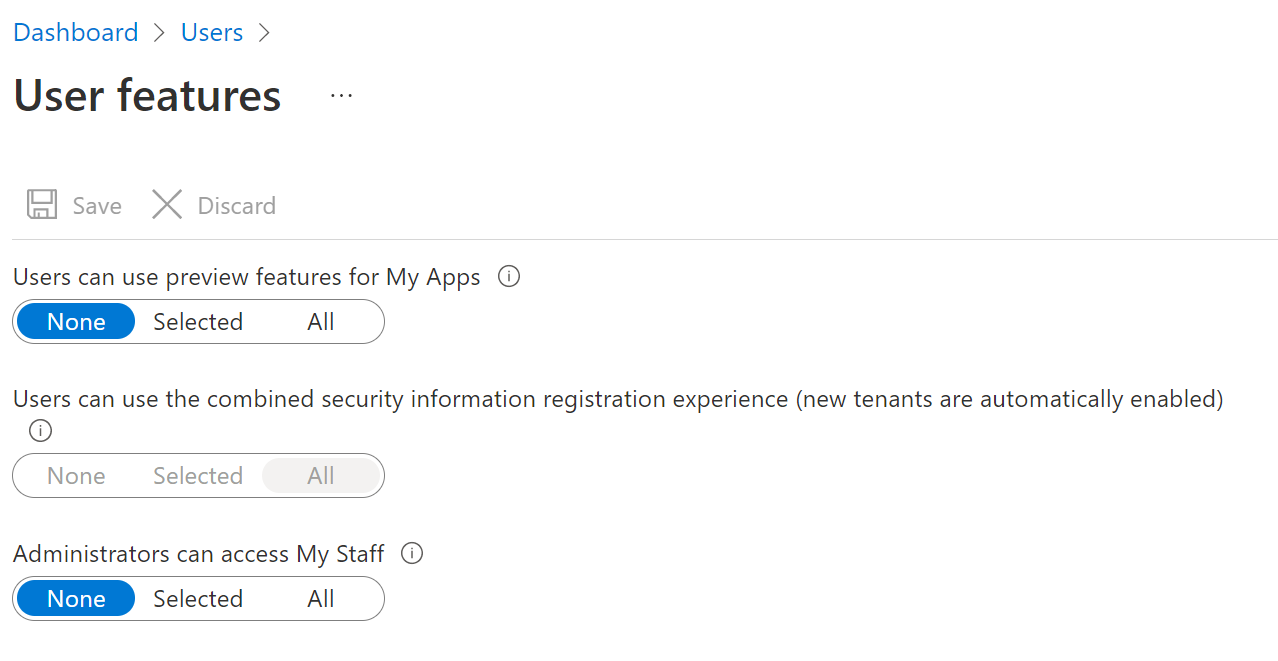 Dashboard > Users >
User features ...
Save Discard
Users can use preview features for My Apps
None Selected All
Users can use the combined security information registration experience (new tenants are automatically enabled)
None Selected All
Administrators can access My Staff
None Selected All